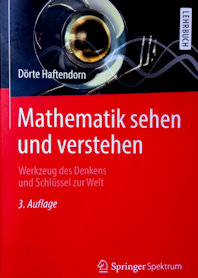 LEHRBUCH
Dörte Haftendorn
Mathematik sehen
und verstehen
Werkzeug des Denkens
und Schlüssel zur Welt
3. Auflage
Springer Spektrum